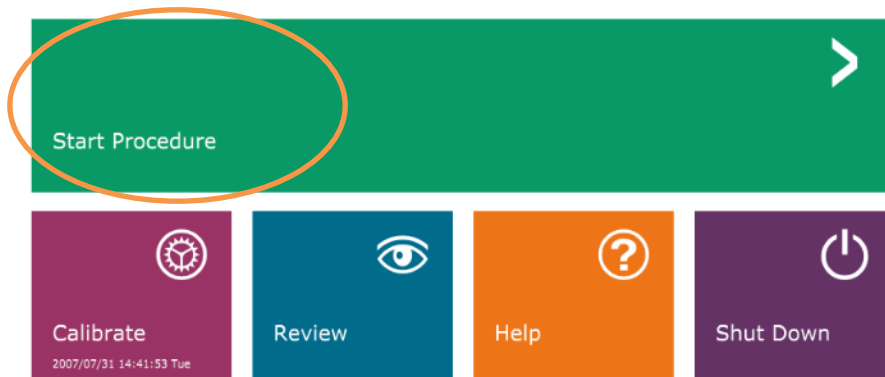 Start Procedure
Calibrate
2007/07/31 14:41:53 Tue
Review
Help
Shut Down